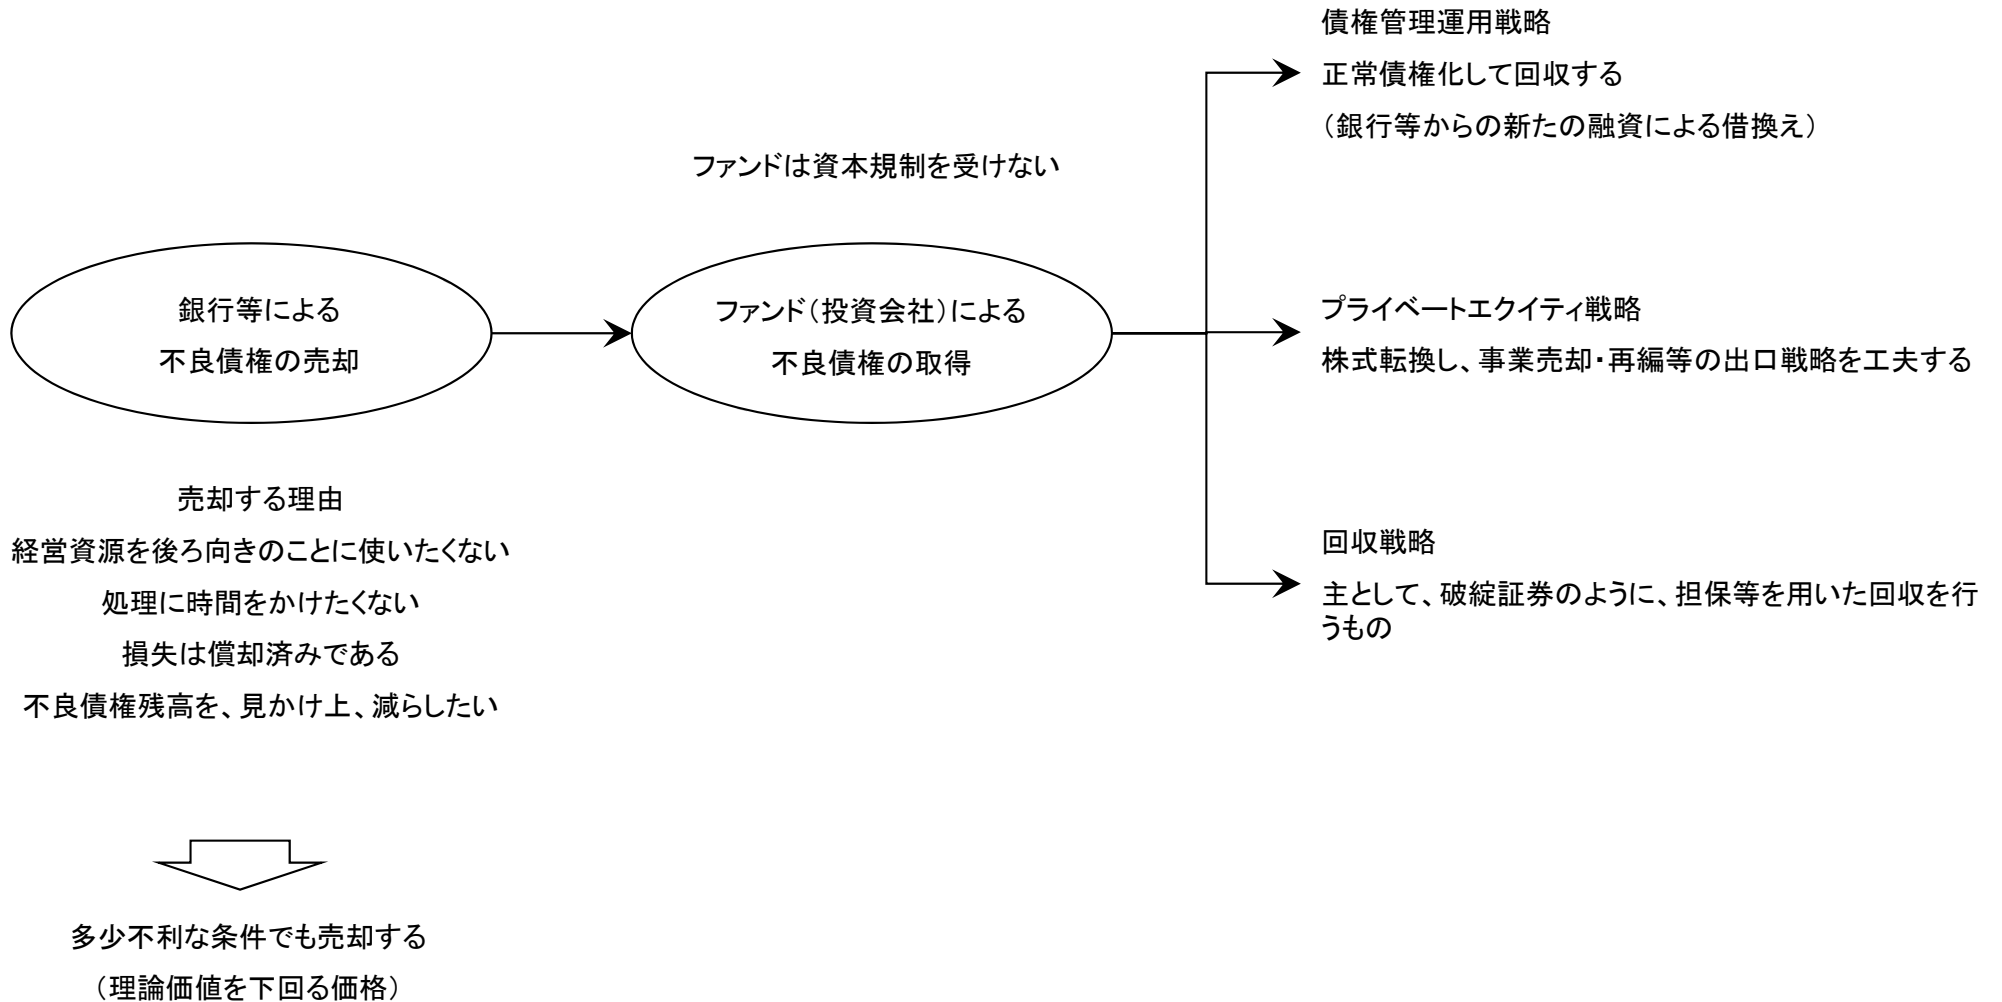 債権管理運用戦略
正常債権化して回収する
（銀行等からの新たの融資による借換え）
ファンドは資本規制を受けない
銀行等による
不良債権の売却
ファンド（投資会社）による
不良債権の取得
プライベートエクイティ戦略
株式転換し、事業売却・再編等の出口戦略を工夫する
売却する理由
経営資源を後ろ向きのことに使いたくない
処理に時間をかけたくない
損失は償却済みである
不良債権残高を、見かけ上、減らしたい
回収戦略
主として、破綻証券のように、担保等を用いた回収を行
うもの
多少不利な条件でも売却する
（理論価値を下回る価格）